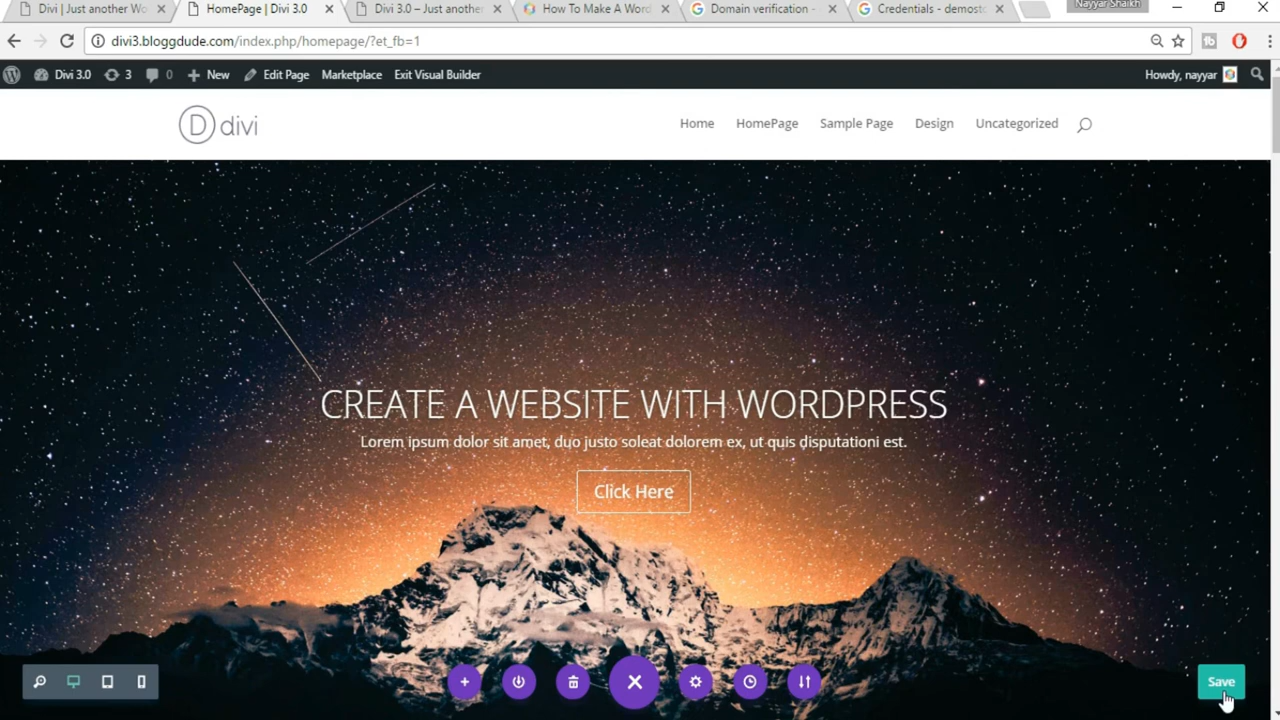 Divi | Just another Wo
HomePage | Divi 3.0
Divi 3.0 – Just another
How To Make A Word
Domain verification -
Credentials - demosto
Nayyar Shaikh
divi3.bloggdude.com/index.php/homepage/?et_fb=1
Divi 3.0
3
0
New
Edit Page
Marketplace
Exit Visual Builder
Howdy, nayyar
D divi
Home
HomePage
Sample Page
Design
Uncategorized
CREATE A WEBSITE WITH WORDPRESS
Lorem ipsum dolor sit amet, duo justo soleat dolorem ex, ut quis disputationi est.
Click Here
Save